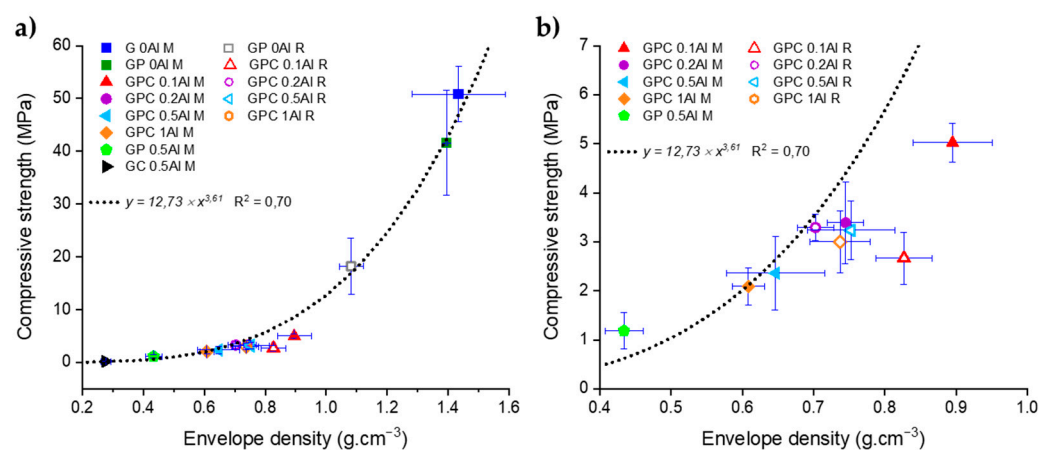 a)
Compressive strength (MPa)
60
50
40
30
20
10
0
G 0Al M
GP 0Al M
GPC 0.1Al M
GPC 0.2Al M
GPC 0.5Al M
GPC 1Al M
GP 0.5Al M
GC 0.5Al M
GP 0Al R
GPC 0.1Al R
GPC 0.2Al R
GPC 0.5Al R
GPC 1Al R
y = 12,73 × x^3,61 R² = 0,70
0.2 0.4 0.6 0.8 1.0 1.2 1.4 1.6
Envelope density (g.cm⁻³)
b)
Compressive strength (MPa)
7
6
5
4
3
2
1
0
GPC 0.1Al M
GPC 0.2Al M
GPC 0.5Al M
GPC 1Al M
GP 0.5Al M
GPC 0.1Al R
GPC 0.2Al R
GPC 0.5Al R
GPC 1Al R
y = 12,73 × x^3,61 R² = 0,70
0.4 0.5 0.6 0.7 0.8 0.9 1.0
Envelope density (g.cm⁻³)